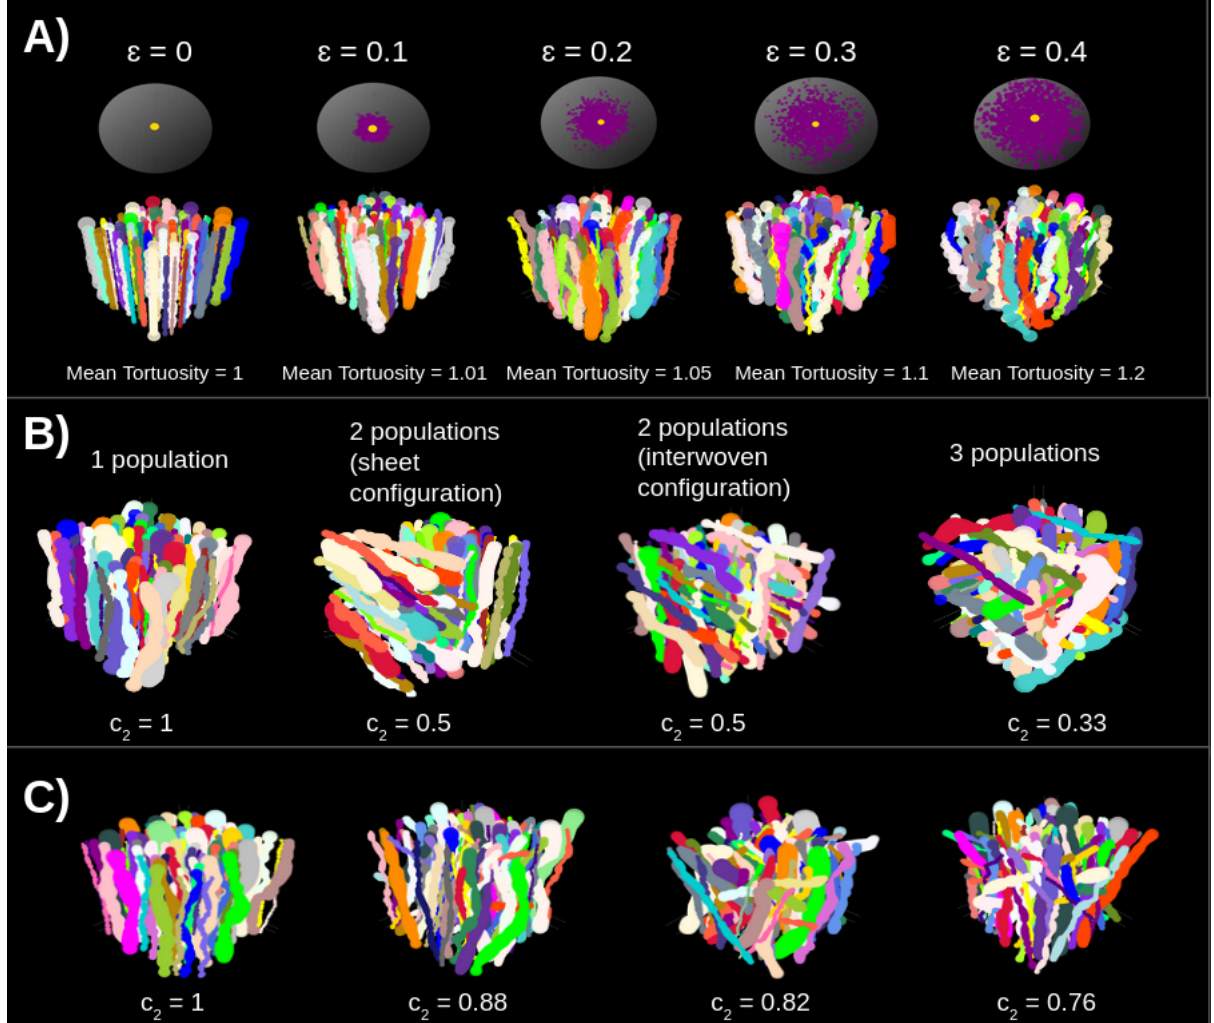 A)
ε = 0 ε = 0.1 ε = 0.2 ε = 0.3 ε = 0.4
Mean Tortuosity = 1 Mean Tortuosity = 1.01 Mean Tortuosity = 1.05 Mean Tortuosity = 1.1 Mean Tortuosity = 1.2
B)
1 population
2 populations
(sheet
configuration)
2 populations
(interwoven
configuration)
3 populations
c₂ = 1 c₂ = 0.5 c₂ = 0.5 c₂ = 0.33
C)
c₂ = 1 c₂ = 0.88 c₂ = 0.82 c₂ = 0.76